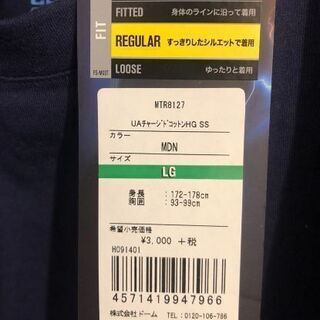 FIT
FITTED 身体のラインに沿って着用
REGULAR すっきりしたシルエットで着用
LOOSE ゆったりと着用
MTR8127
UAﾁｬｰｼﾞﾄﾞｺｯﾄﾝHG SS
カラー
MDN
サイズ
LG
身長 : 172-178cm
胸囲 : 93-99cm
希望小売価格
¥3,000 +税
H091401
4571419947966
株式会社ドーム ☎0120-106-786